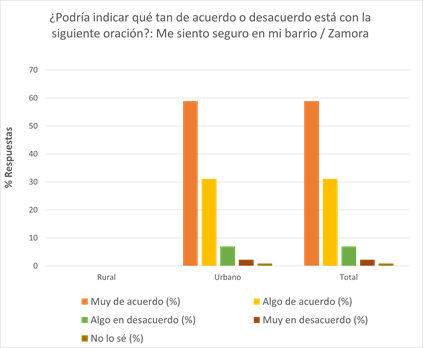 ¿Podría indicar qué tan de acuerdo o desacuerdo está con la
siguiente oración?: Me siento seguro en mi barrio / Zamora
% Respuestas
70
60
50
40
30
20
10
0
Rural
Urbano
Total
Muy de acuerdo (%)
Algo de acuerdo (%)
Algo en desacuerdo (%)
Muy en desacuerdo (%)
No lo sé (%)